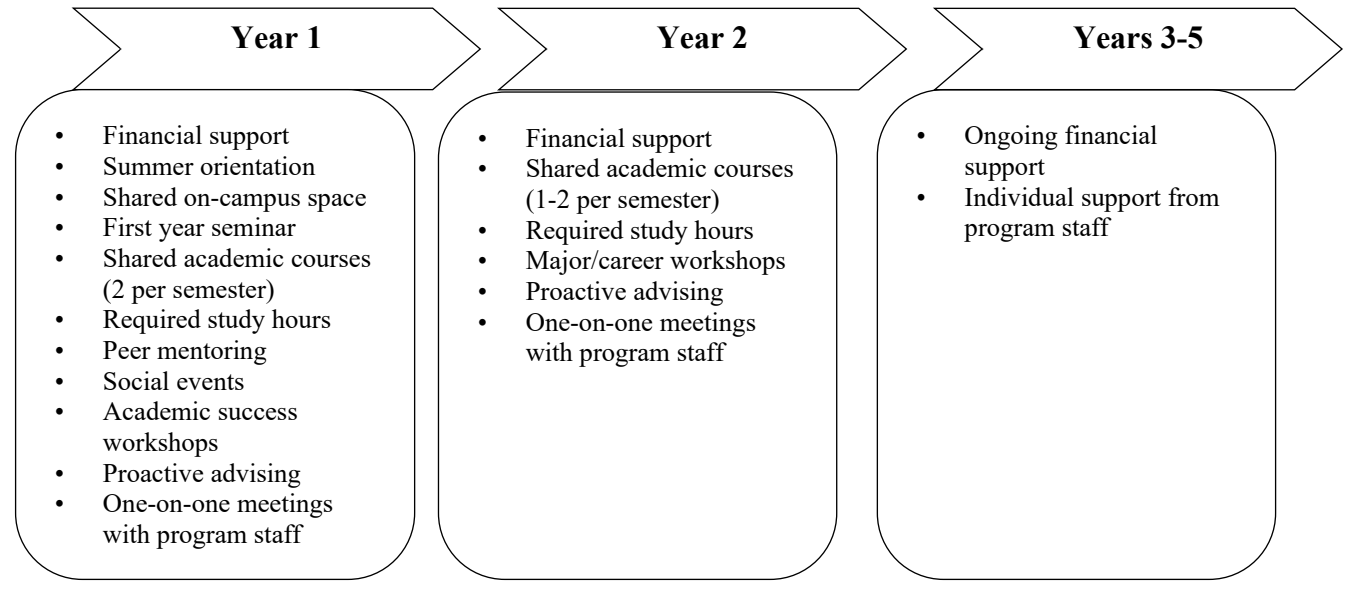 Year 1
• Financial support
• Summer orientation
• Shared on-campus space
• First year seminar
• Shared academic courses
(2 per semester)
• Required study hours
• Peer mentoring
• Social events
• Academic success
workshops
• Proactive advising
• One-on-one meetings
with program staff
Year 2
• Financial support
• Shared academic courses
(1-2 per semester)
• Required study hours
• Major/career workshops
• Proactive advising
• One-on-one meetings
with program staff
Years 3-5
• Ongoing financial
support
• Individual support from
program staff